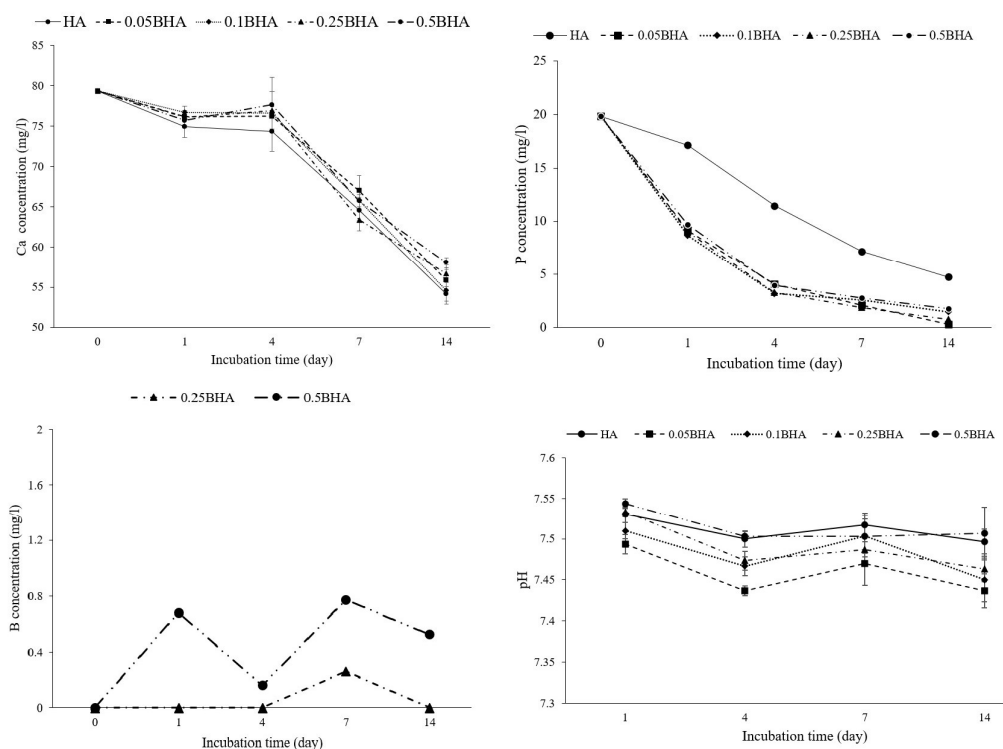 HA 0.05BHA 0.1BHA 0.25BHA 0.5BHA
85
80
75
70
65
60
55
50
Ca concentration (mg/l)
0 1 4 7 14
Incubation time (day)
HA 0.05BHA 0.1BHA 0.25BHA 0.5BHA
25
20
15
10
5
0
P concentration (mg/l)
0 1 4 7 14
Incubation time (day)
0.25BHA 0.5BHA
2
1.6
1.2
0.8
0.4
0
B concentration (mg/l)
0 1 4 7 14
Incubation time (day)
HA 0.05BHA 0.1BHA 0.25BHA 0.5BHA
7.6
7.55
7.5
7.45
7.4
7.35
7.3
pH
1 4 7 14
Incubation time (day)